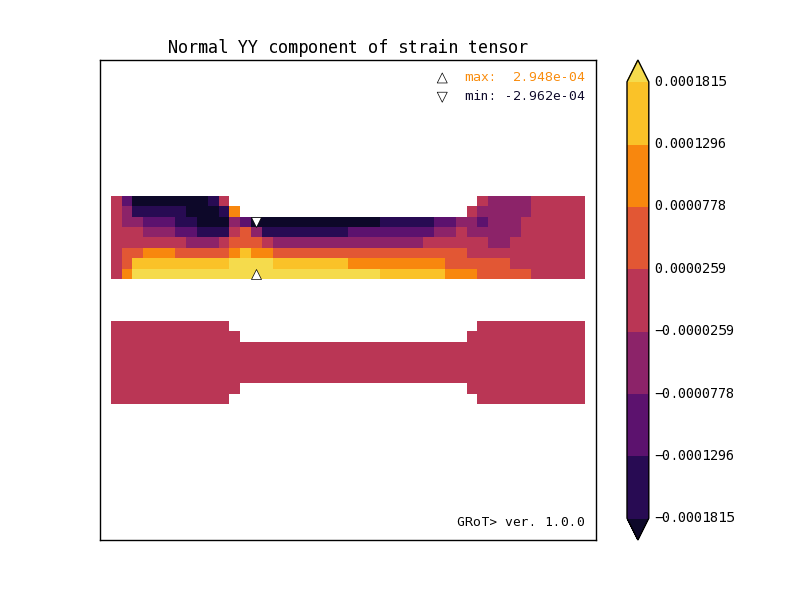 Normal YY component of strain tensor
△ max: 2.948e-04
▽ min: -2.962e-04
0.0001815
0.0001296
0.0000778
0.0000259
−0.0000259
−0.0000778
−0.0001296
−0.0001815
GRoT> ver. 1.0.0